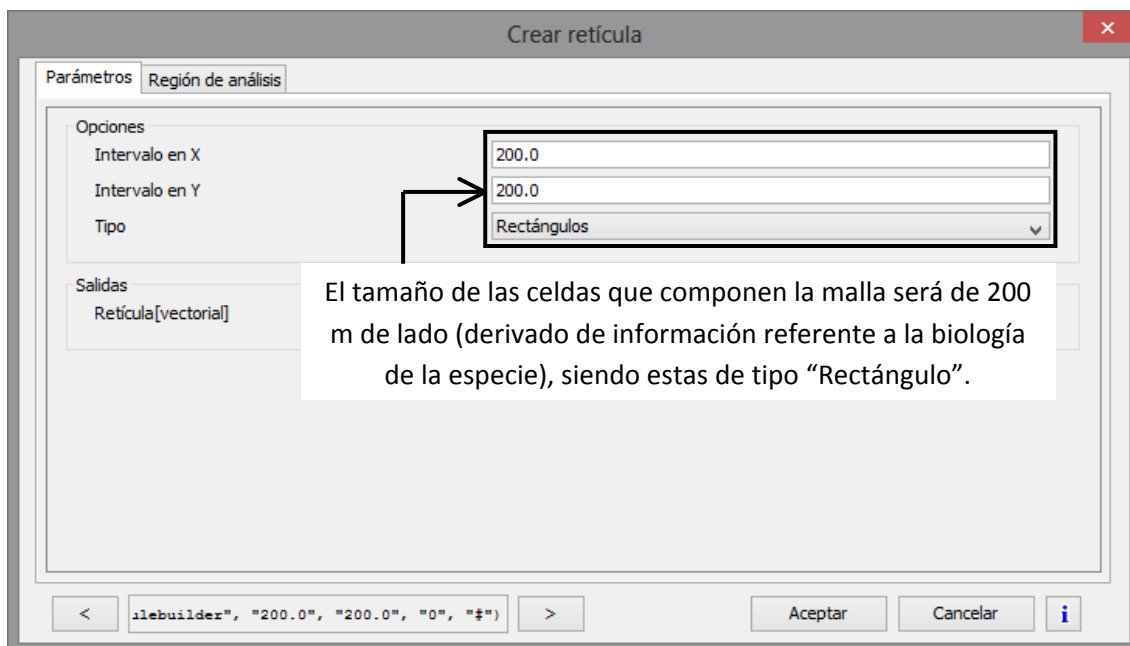 Crear retícula
Parámetros Región de análisis
Opciones
Intervalo en X 200.0
Intervalo en Y 200.0
Tipo Rectángulos
El tamaño de las celdas que componen la malla será de 200
m de lado (derivado de información referente a la biología
de la especie), siendo estas de tipo “Rectángulo”.
Salidas
Retícula[vectorial]
< ilebuilder", "200.0", "200.0", "0", "#") > Aceptar Cancelar i